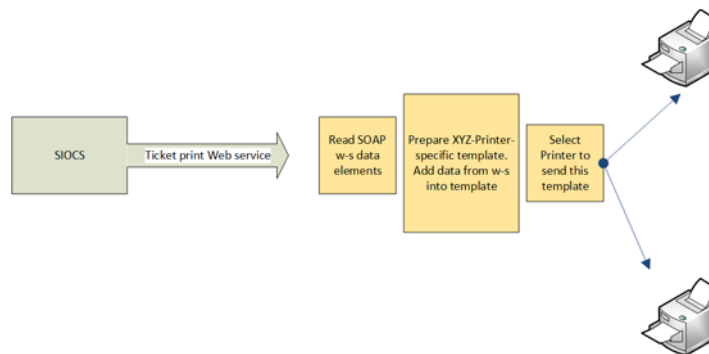 SIOCS
Ticket print Web service
Read SOAP
w-s data
elements
Prepare XYZ-Printer-
specific template.
Add data from w-s
into template
Select
Printer to
send this
template